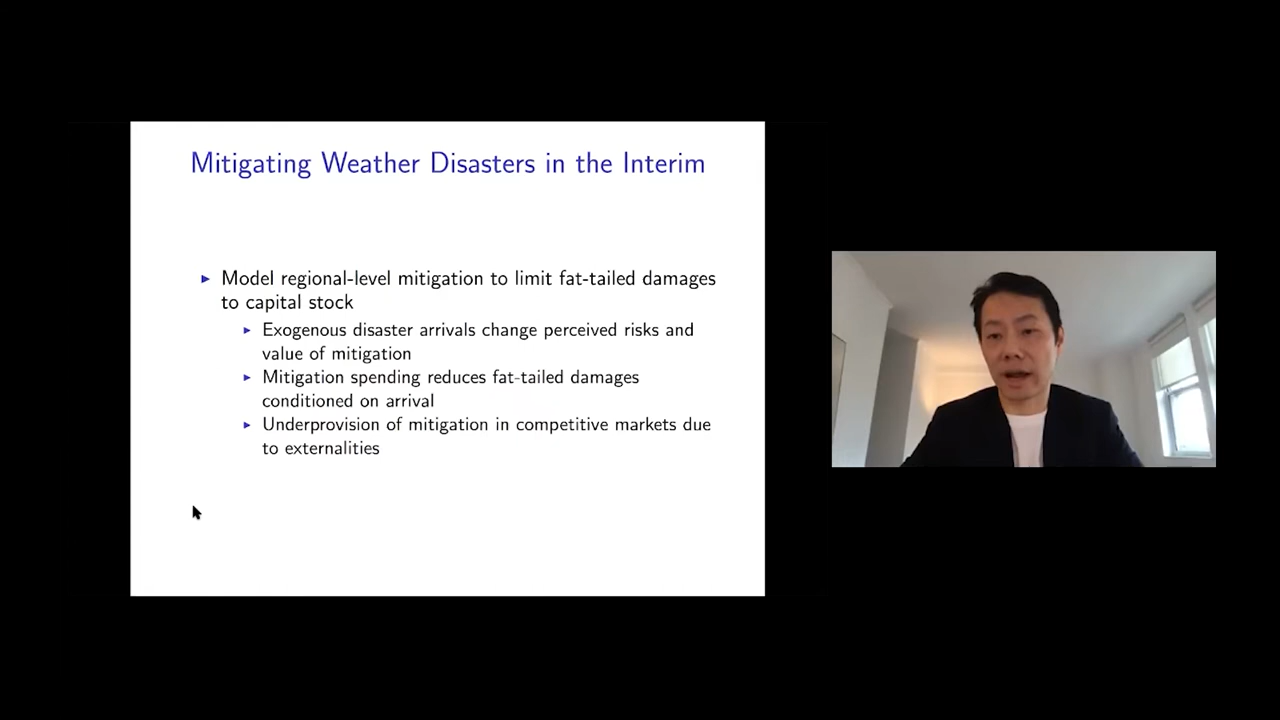 Mitigating Weather Disasters in the Interim
Model regional-level mitigation to limit fat-tailed damages
to capital stock
Exogenous disaster arrivals change perceived risks and
value of mitigation
Mitigation spending reduces fat-tailed damages
conditioned on arrival
Underprovision of mitigation in competitive markets due
to externalities